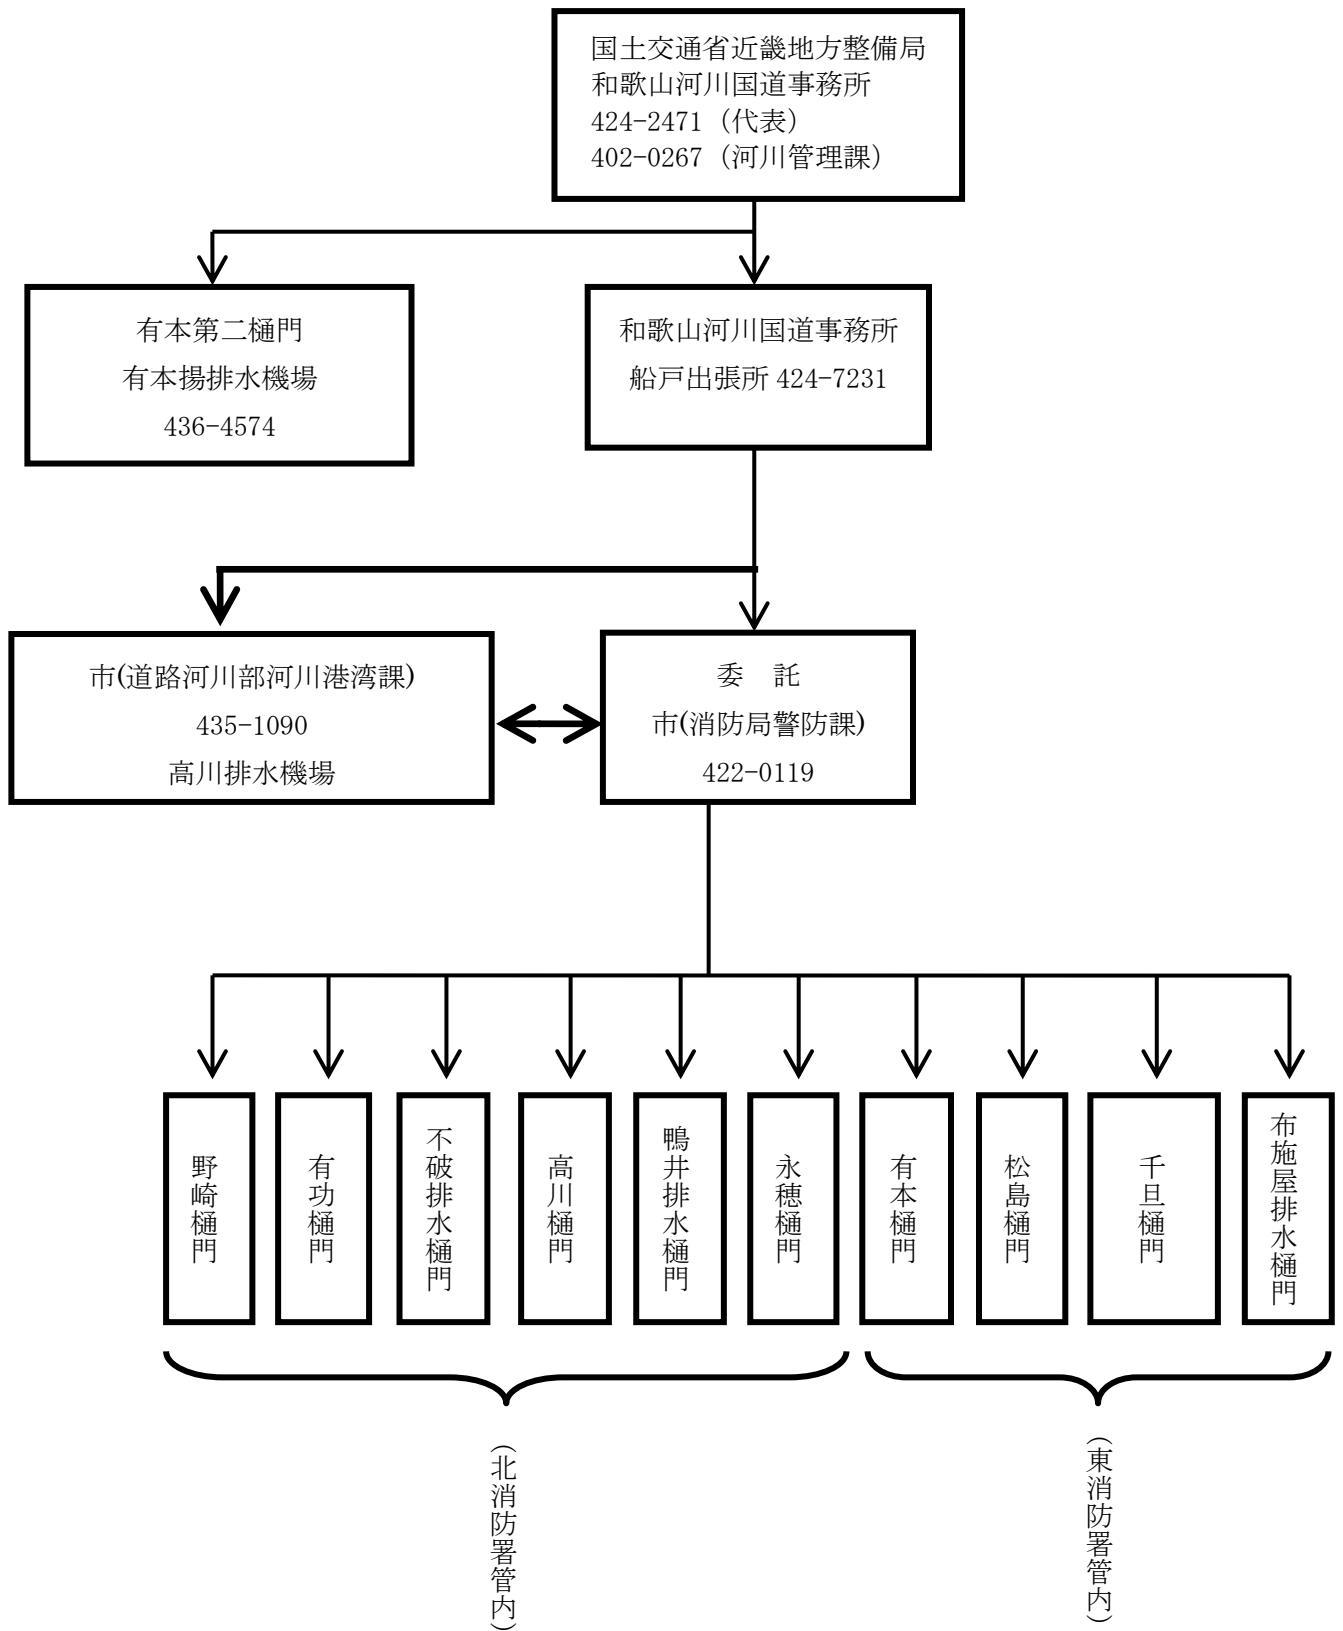 国土交通省近畿地方整備局
和歌山河川国道事務所
424-2471（代表）
402-0267（河川管理課）
有本第二樋門
有本揚排水機場
436-4574
和歌山河川国道事務所
船戸出張所 424-7231
市(道路河川部河川港湾課)
435-1090
高川排水機場
委　託
市(消防局警防課)
422-0119
野崎樋門
有功樋門
不破排水樋門
高川樋門
鴨井排水樋門
永穂樋門
有本樋門
松島樋門
千旦樋門
布施屋排水樋門
（北消防署管内）
（東消防署管内）